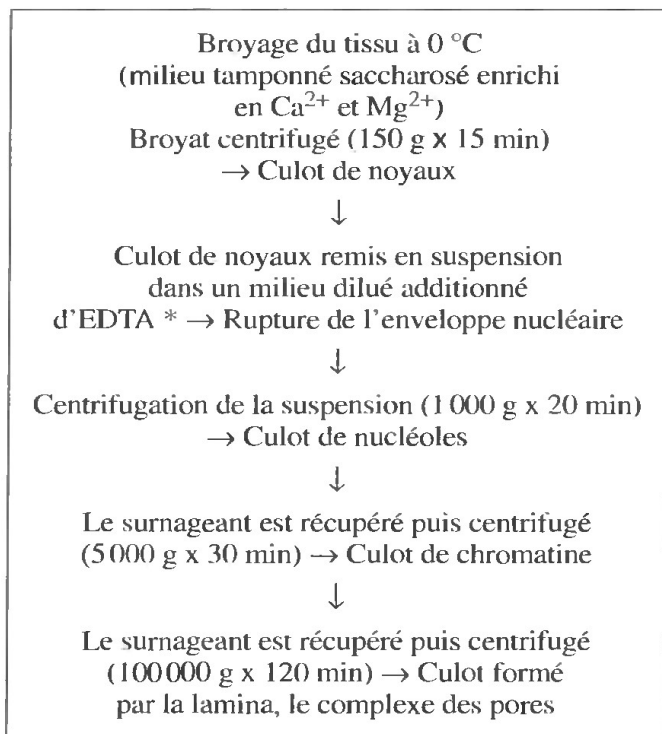 Broyage du tissu à 0 °C
(milieu tamponné saccharosé enrichi
en Ca²⁺ et Mg²⁺)
Broyat centrifugé (150 g x 15 min)
→ Culot de noyaux
↓
Culot de noyaux remis en suspension
dans un milieu dilué additionné
d'EDTA * → Rupture de l'enveloppe nucléaire
↓
Centrifugation de la suspension (1 000 g x 20 min)
→ Culot de nucléoles
↓
Le surnageant est récupéré puis centrifugé
(5 000 g x 30 min) → Culot de chromatine
↓
Le surnageant est récupéré puis centrifugé
(100 000 g x 120 min) → Culot formé
par la lamina, le complexe des pores